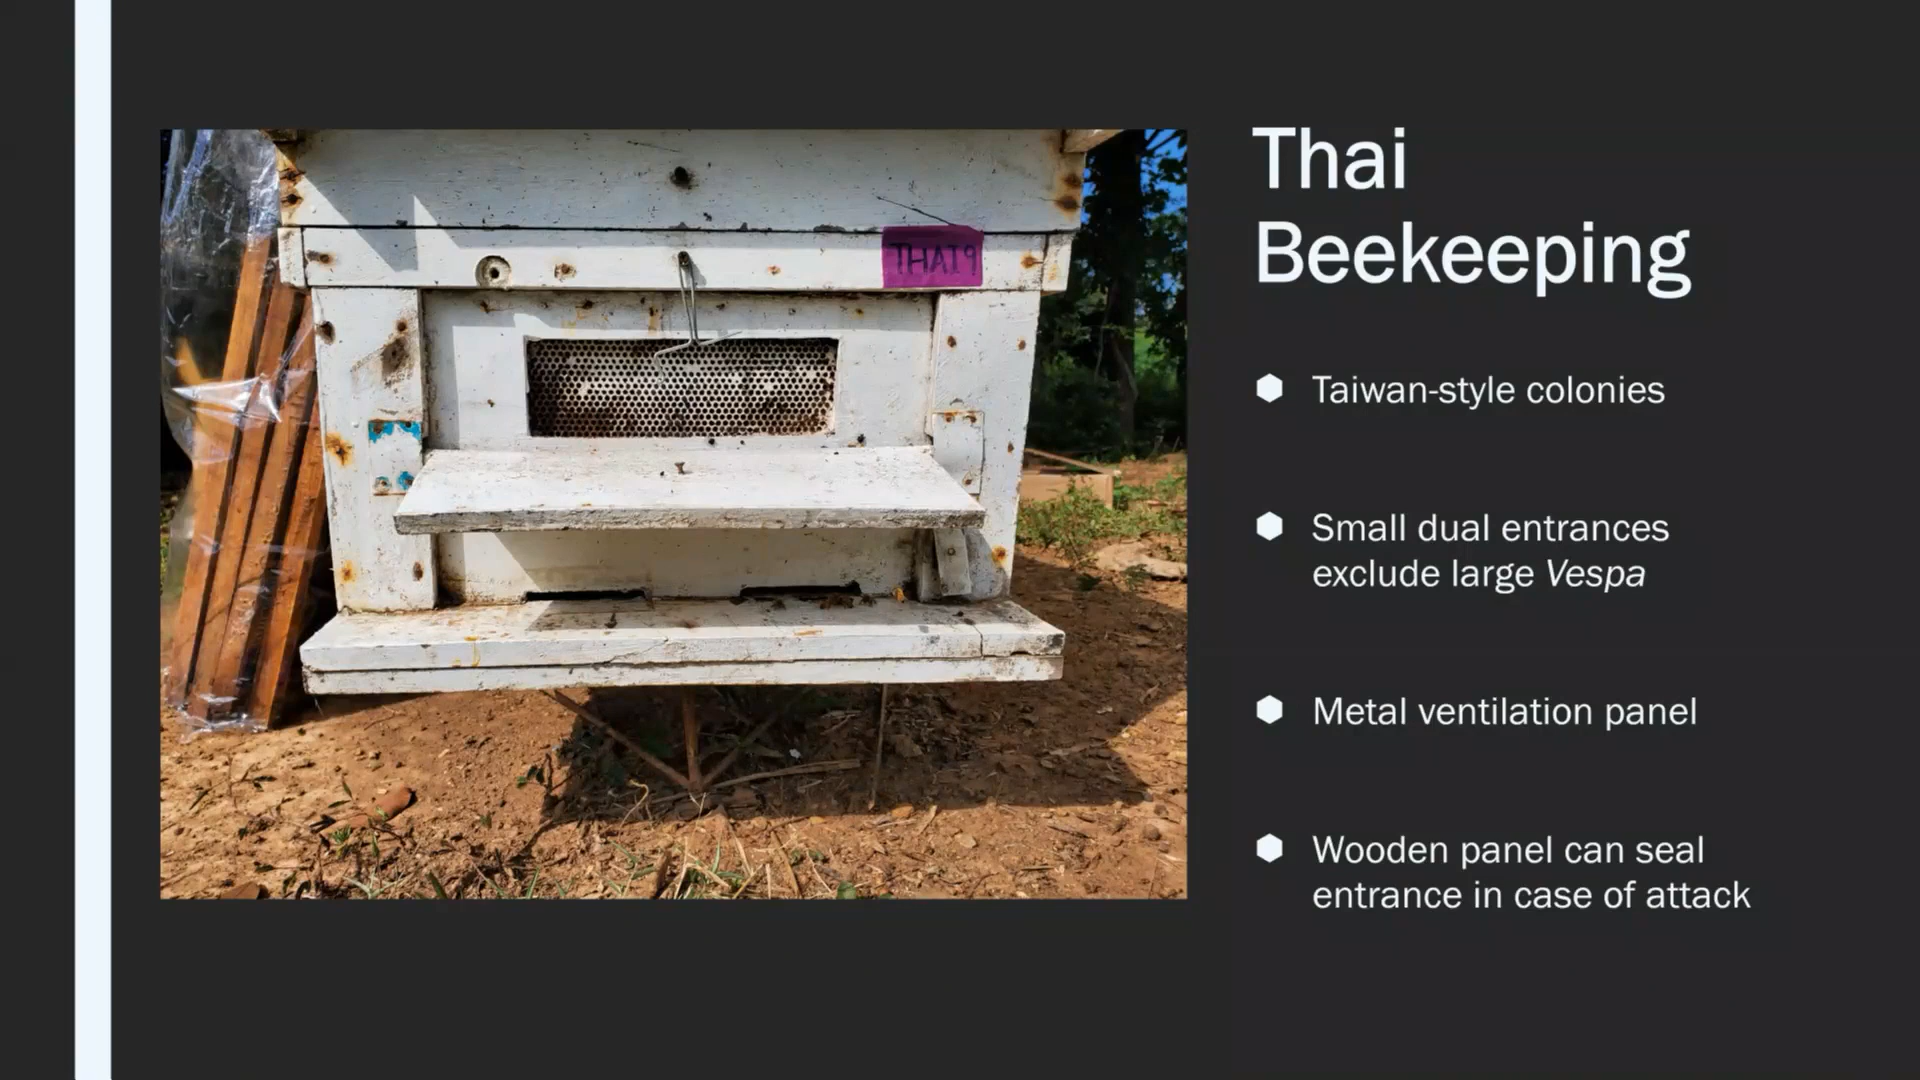 THAI9
Thai
Beekeeping
Taiwan-style colonies
Small dual entrances
exclude large Vespa
Metal ventilation panel
Wooden panel can seal
entrance in case of attack